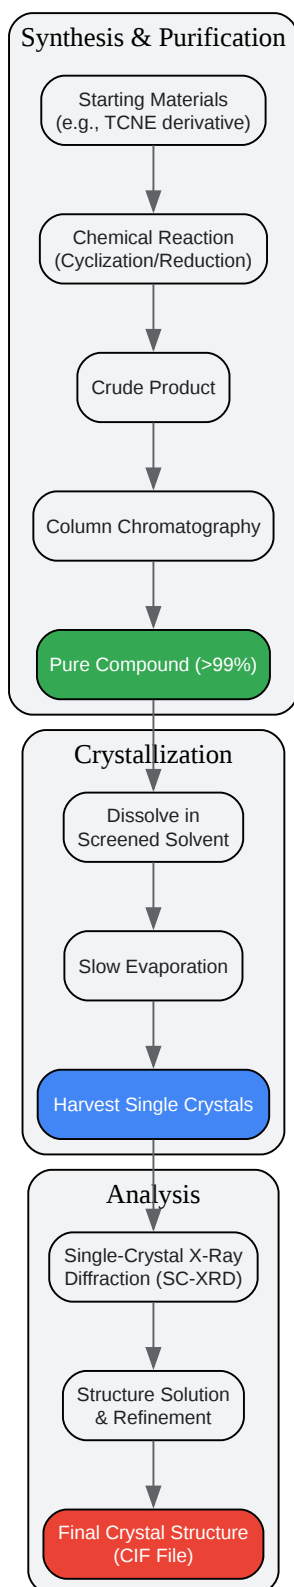 Synthesis & Purification
Starting Materials
(e.g., TCNE derivative)
Chemical Reaction
(Cyclization/Reduction)
Crude Product
Column Chromatography
Pure Compound (>99%)
Crystallization
Dissolve in
Screened Solvent
Slow Evaporation
Harvest Single Crystals
Analysis
Single-Crystal X-Ray
Diffraction (SC-XRD)
Structure Solution
& Refinement
Final Crystal Structure
(CIF File)